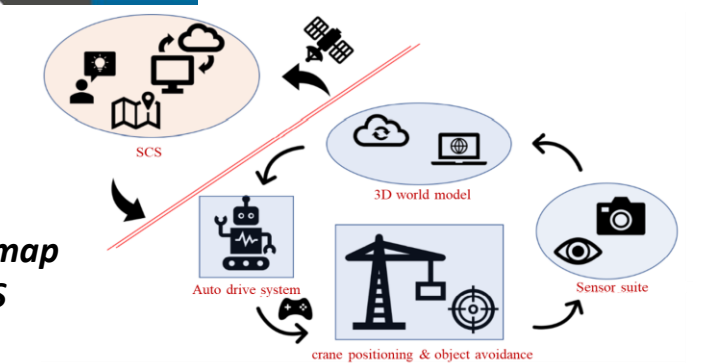 SCS
3D world model
map
S
Auto drive system
Sensor suite
crane positioning & object avoidance